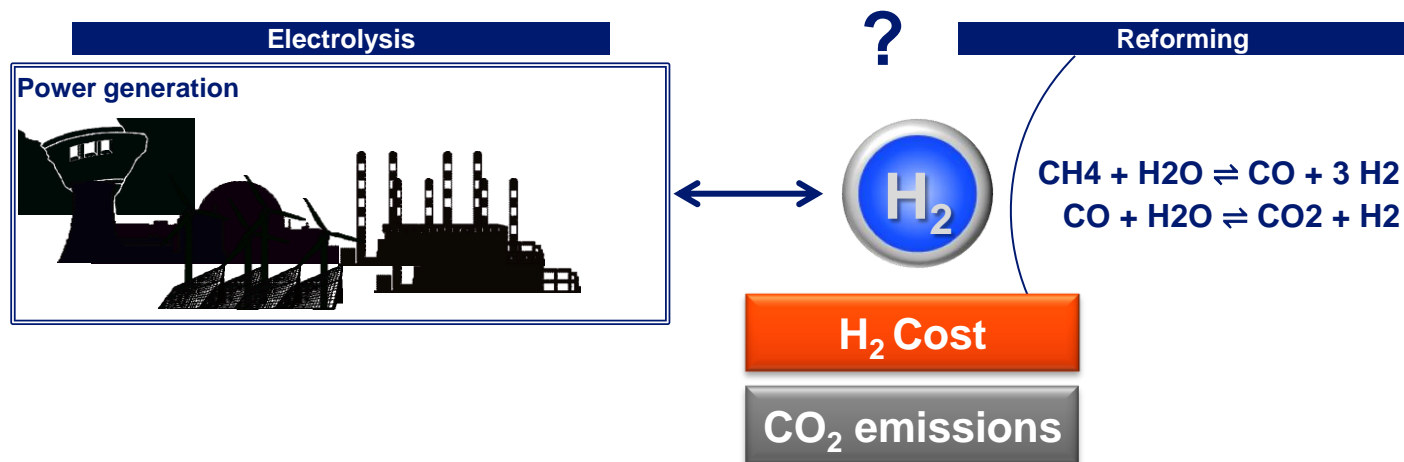 Electrolysis
?
Reforming
Power generation
H₂
CH4 + H2O ⇌ CO + 3 H2
CO + H2O ⇌ CO2 + H2
H₂ Cost
CO₂ emissions